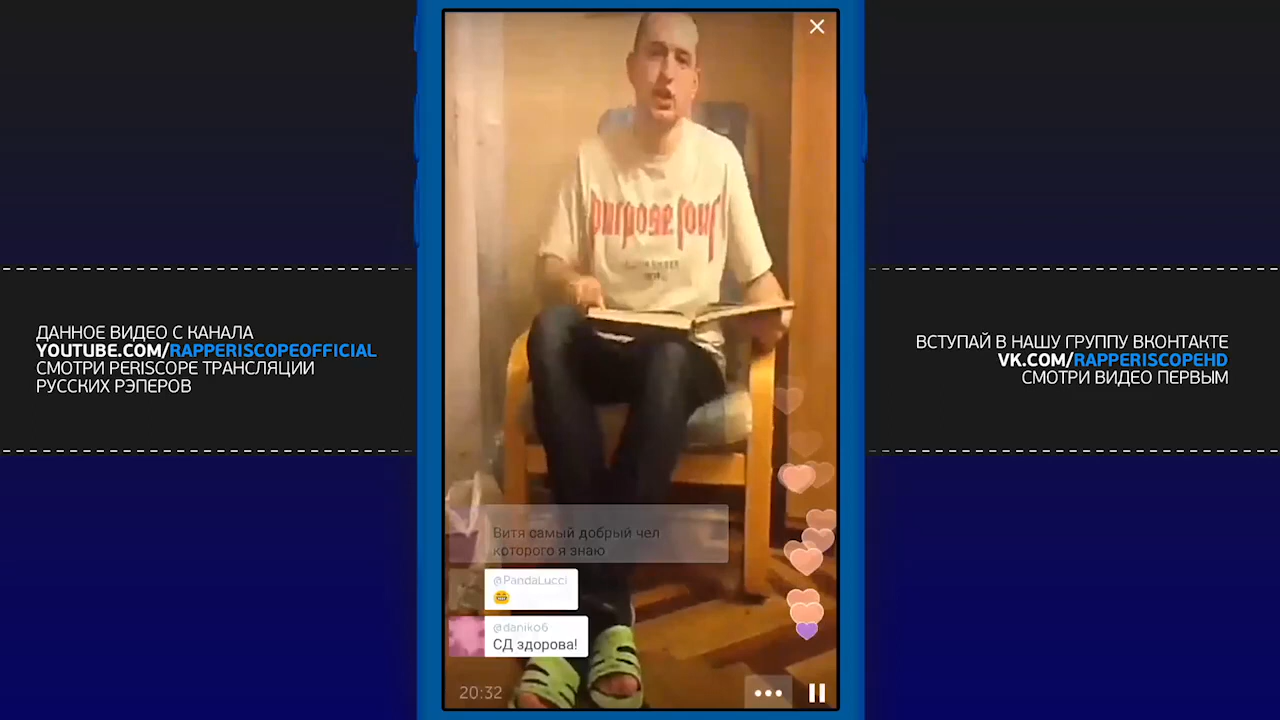 ДАННОЕ ВИДЕО С КАНАЛА
YOUTUBE.COM/RAPPERISCOPEOFFICIAL
СМОТРИ PERISCOPE ТРАНСЛЯЦИИ
РУССКИХ РЭПЕРОВ
purpose tour
Витя самый добрый чел
которого я знаю
@PandaLucci
@daniko6
СД здорова!
20:32
ВСТУПАЙ В НАШУ ГРУППУ ВКОНТАКТЕ
VK.COM/RAPPERISCOPEHD
СМОТРИ ВИДЕО ПЕРВЫМ